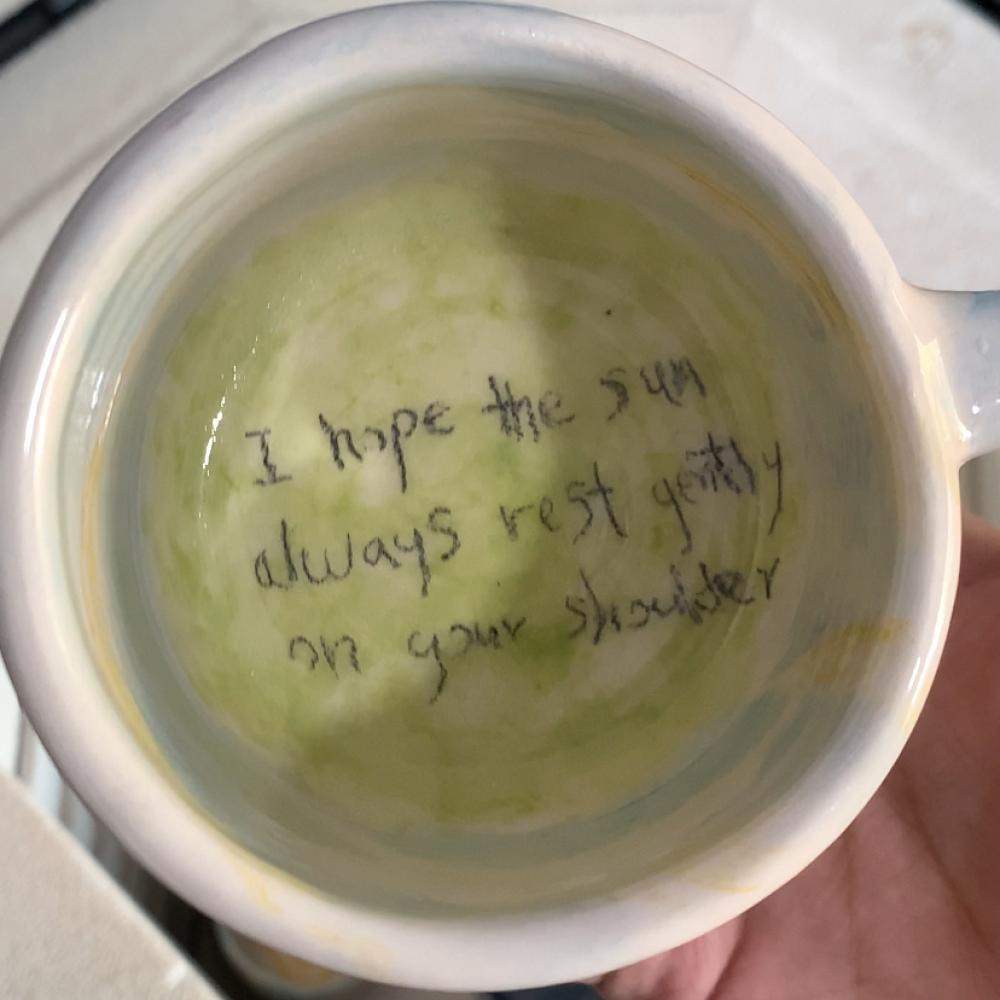 I hope the sun
always rest gently
on your shoulder